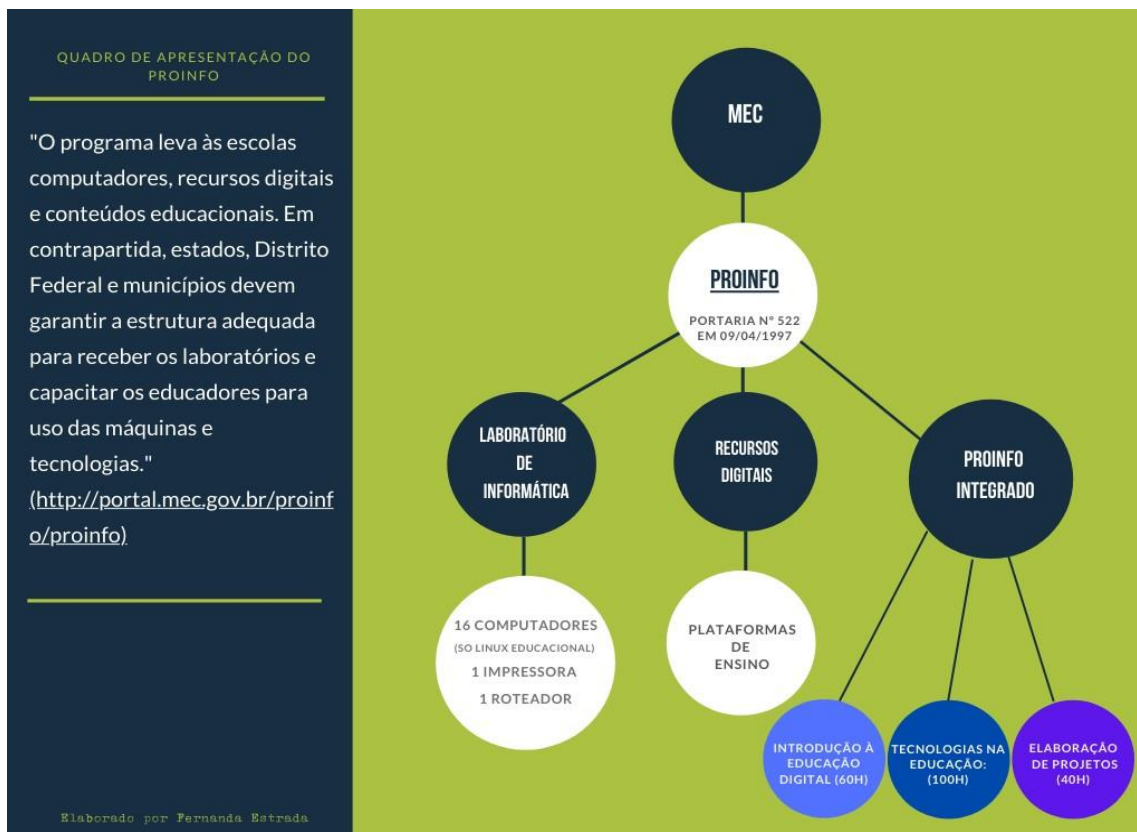 QUADRO DE APRESENTAÇÃO DO
PROINFO
"O programa leva às escolas
computadores, recursos digitais
e conteúdos educacionais. Em
contrapartida, estados, Distrito
Federal e municípios devem
garantir a estrutura adequada
para receber os laboratórios e
capacitar os educadores para
uso das máquinas e
tecnologias."
(http://portal.mec.gov.br/proinf
o/proinfo)
Elaborado por Fernanda Estrada
MEC
PROINFO
PORTARIA Nº 522
EM 09/04/1997
LABORATÓRIO
DE
INFORMÁTICA
16 COMPUTADORES
(SO LINUX EDUCACIONAL)
1 IMPRESSORA
1 ROTEADOR
RECURSOS
DIGITAIS
PLATAFORMAS
DE
ENSINO
PROINFO
INTEGRADO
INTRODUÇÃO À
EDUCAÇÃO
DIGITAL (60H)
TECNOLOGIAS NA
EDUCAÇÃO:
(100H)
ELABORAÇÃO
DE PROJETOS
(40H)